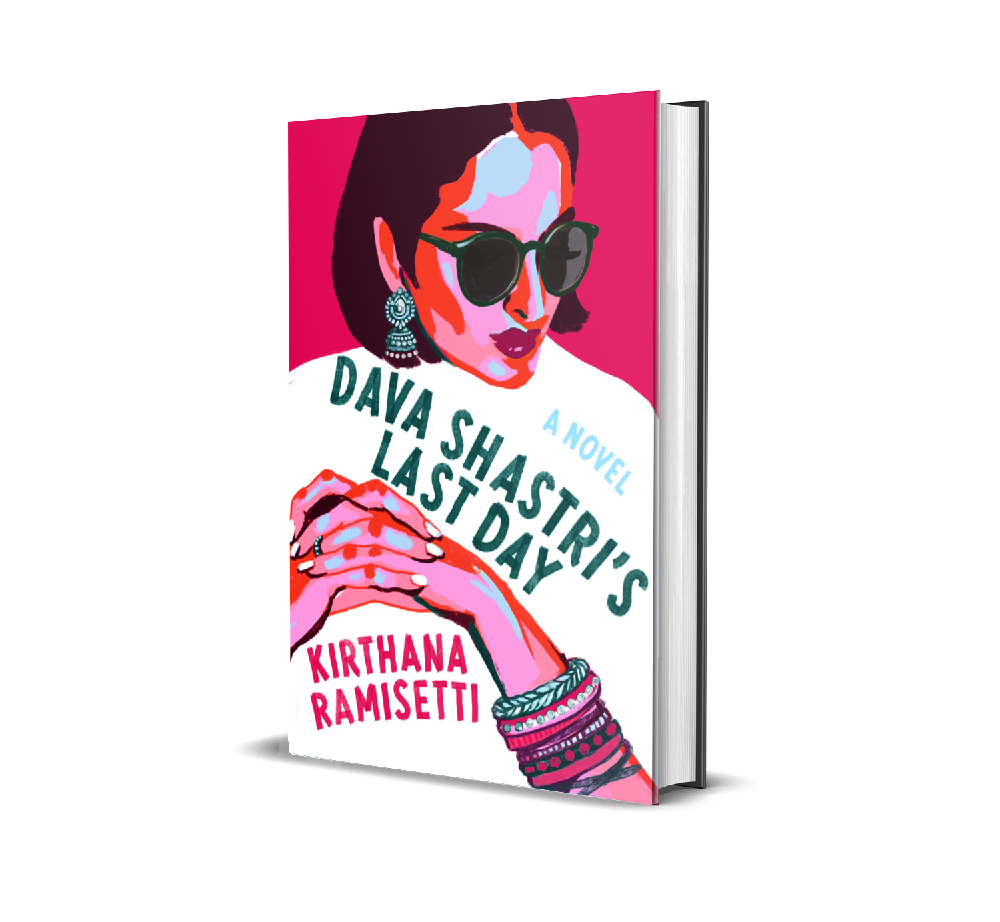 DAVA SHASTRI'S
LAST DAY
A NOVEL
KIRTHANA
RAMISETTI